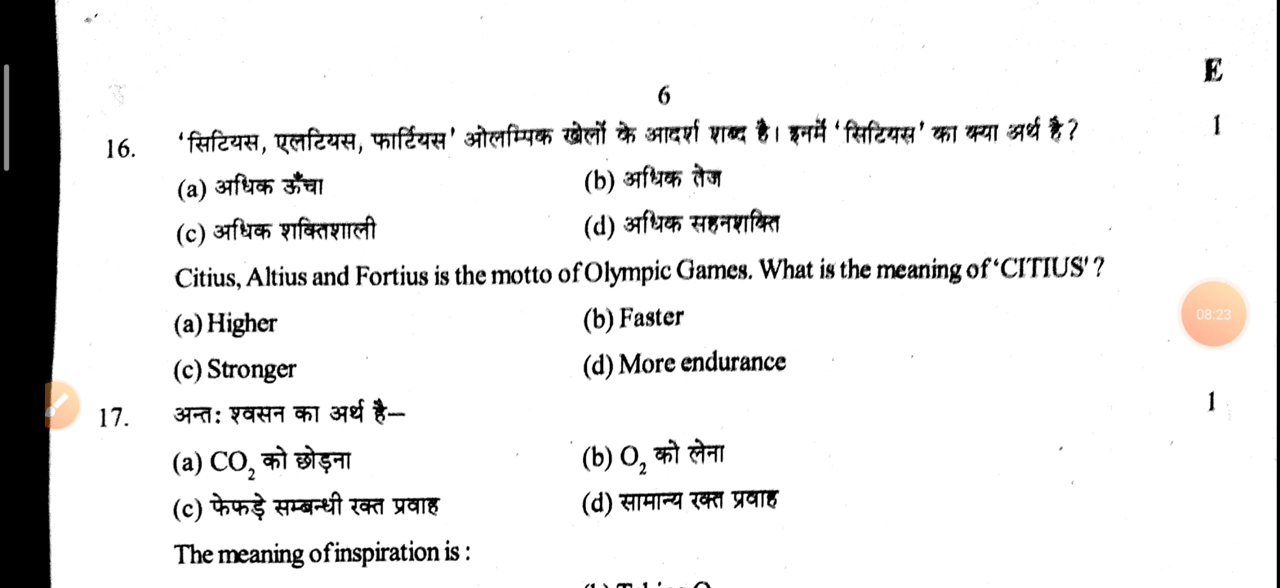 E
6
16. 'सिटियस, एलटियस, फार्टियस' ओलम्पिक खेलों के आदर्श शब्द है। इनमें 'सिटियस' का क्या अर्थ है? 1
(a) अधिक ऊँचा (b) अधिक तेज
(c) अधिक शक्तिशाली (d) अधिक सहनशक्ति
Citius, Altius and Fortius is the motto of Olympic Games. What is the meaning of 'CITIUS'?
(a) Higher (b) Faster
08:23
(c) Stronger (d) More endurance
17. अन्त: श्वसन का अर्थ है— 1
(a) CO₂ को छोड़ना (b) O₂ को लेना
(c) फेफड़े सम्बन्धी रक्त प्रवाह (d) सामान्य रक्त प्रवाह
The meaning of inspiration is :